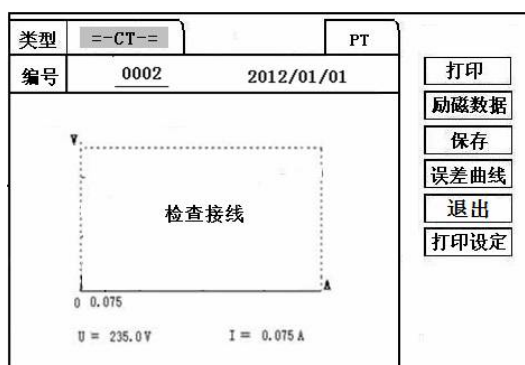 类型 =-CT-= PT
编号 0002 2012/01/01
V
检查接线
A
0 0.075
U = 235.0V I = 0.075A
打印
励磁数据
保存
误差曲线
退出
打印设定